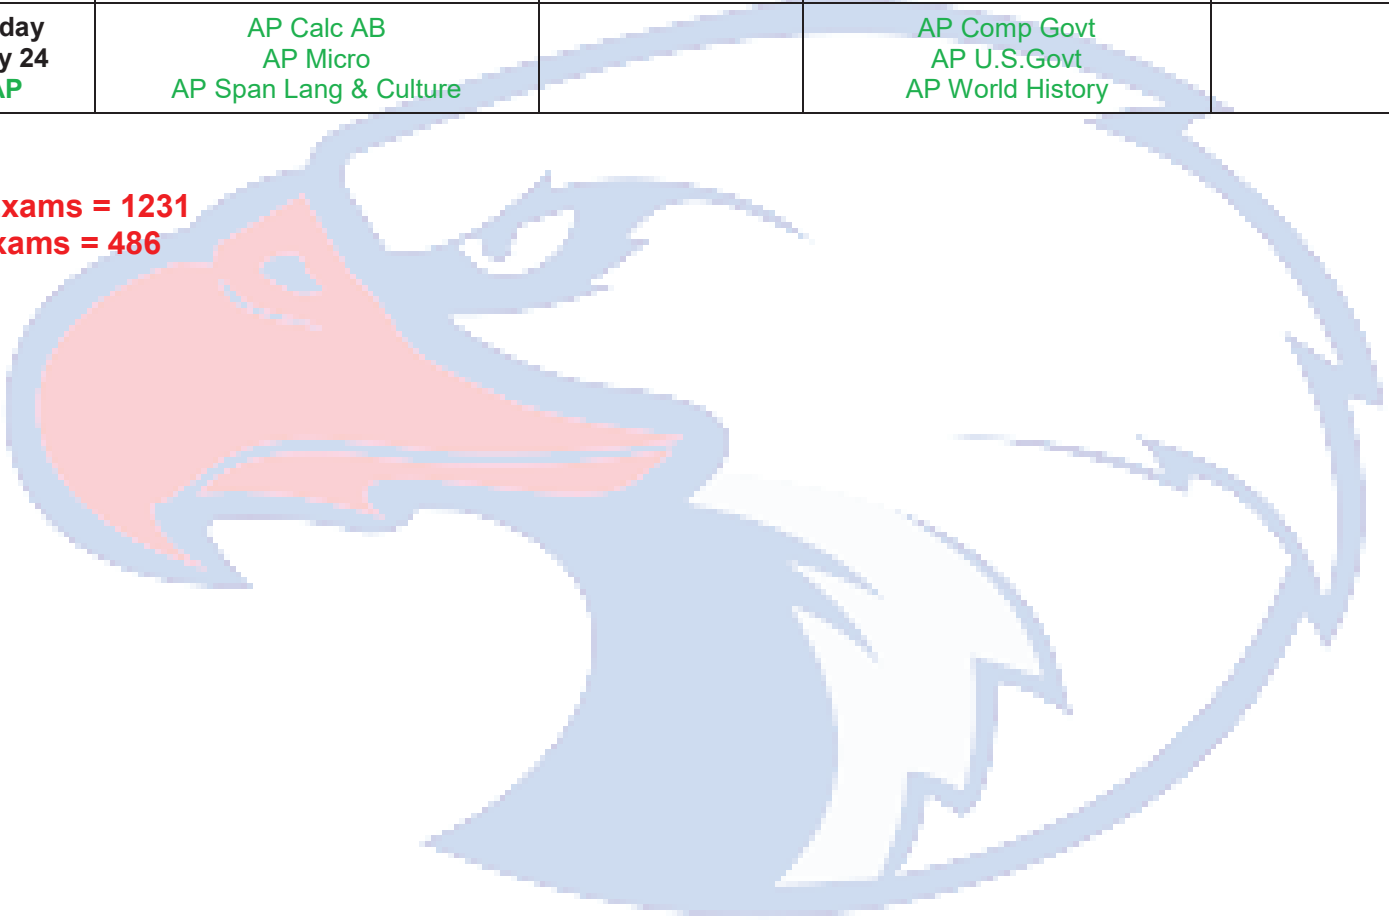 day AP Calc AB AP Comp Govt
y 24 AP Micro AP U.S.Govt
AP AP Span Lang & Culture AP World History
xams = 1231
xams = 486